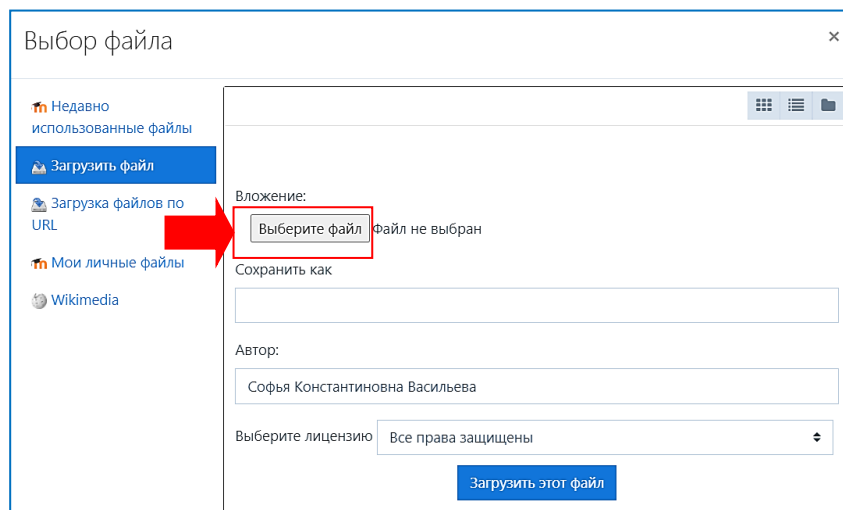 Выбор файла
×
Недавно
использованные файлы
Загрузить файл
Загрузка файлов по
URL
Мои личные файлы
Wikimedia
Вложение:
Выберите файл Файл не выбран
Сохранить как
Автор:
Софья Константиновна Васильева
Выберите лицензию Все права защищены
Загрузить этот файл